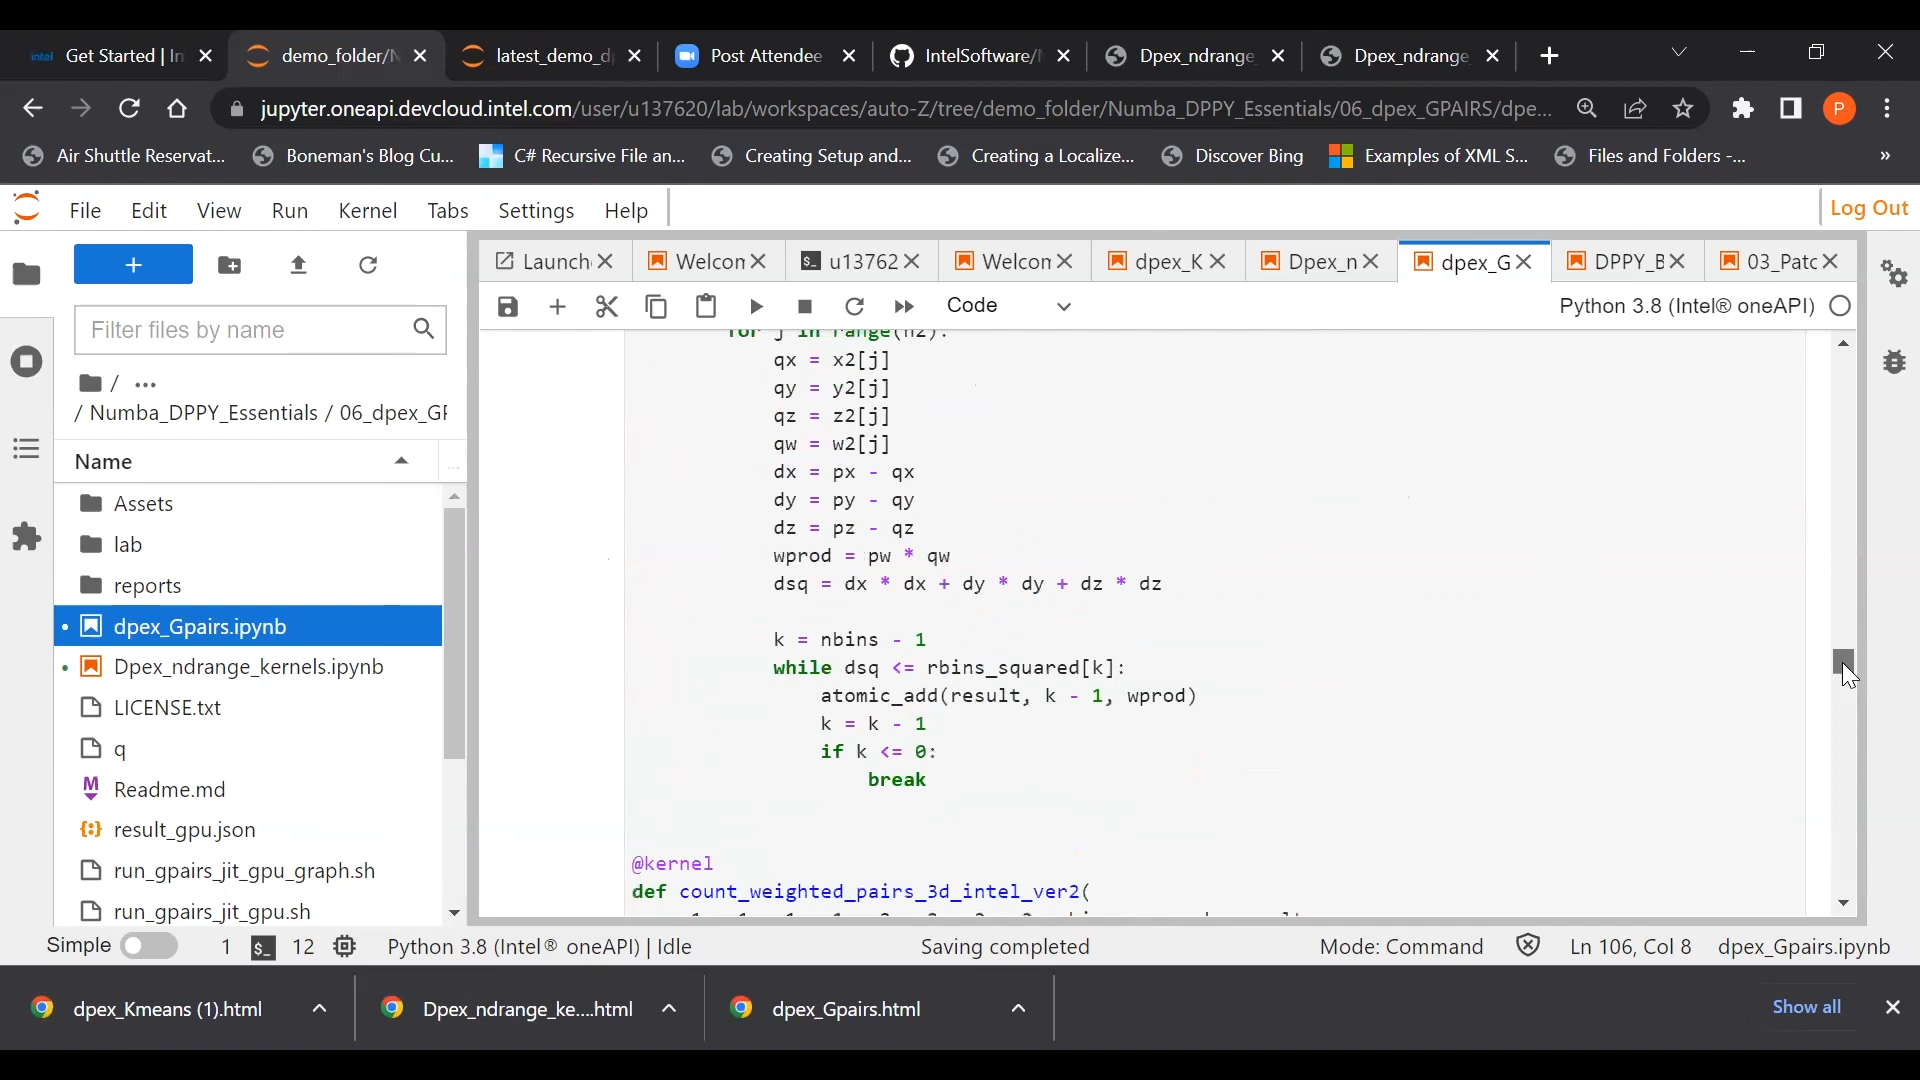 intel Get Started | In
demo_folder/N
latest_demo_d
Post Attendee
IntelSoftware/
Dpex_ndrange_
Dpex_ndrange_
jupyter.oneapi.devcloud.intel.com/user/u137620/lab/workspaces/auto-Z/tree/demo_folder/Numba_DPPY_Essentials/06_dpex_GPAIRS/dpe...
P
Air Shuttle Reservat...
Boneman's Blog Cu...
C# Recursive File an...
Creating Setup and...
Creating a Localize...
Discover Bing
Examples of XML S...
Files and Folders -...
»
File Edit View Run Kernel Tabs Settings Help
Log Out
Launch
Welcon
u13762
Welcon
dpex_K
Dpex_n
dpex_G
DPPY_B
03_Patc
Code
Python 3.8 (Intel® oneAPI)
Filter files by name
/ ...
/ Numba_DPPY_Essentials / 06_dpex_GF
Name
Assets
lab
reports
dpex_Gpairs.ipynb
Dpex_ndrange_kernels.ipynb
LICENSE.txt
q
Readme.md
result_gpu.json
run_gpairs_jit_gpu_graph.sh
run_gpairs_jit_gpu.sh
for j in range(n2):
qx = x2[j]
qy = y2[j]
qz = z2[j]
qw = w2[j]
dx = px - qx
dy = py - qy
dz = pz - qz
wprod = pw * qw
dsq = dx * dx + dy * dy + dz * dz
k = nbins - 1
while dsq <= rbins_squared[k]:
atomic_add(result, k - 1, wprod)
k = k - 1
if k <= 0:
break
@kernel
def count_weighted_pairs_3d_intel_ver2(
Simple
1
12
Python 3.8 (Intel® oneAPI) | Idle
Saving completed
Mode: Command
Ln 106, Col 8
dpex_Gpairs.ipynb
dpex_Kmeans (1).html
Dpex_ndrange_ke....html
dpex_Gpairs.html
Show all